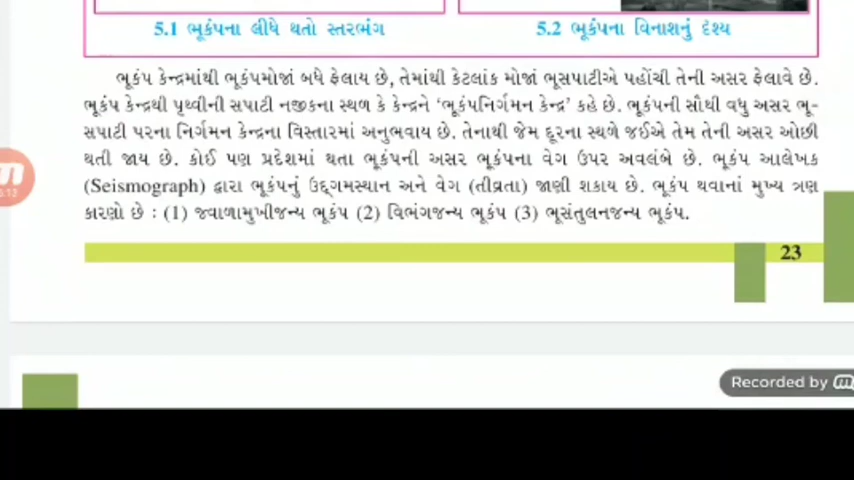 5.1 ભૂકંપના લીધે થતો સ્તરભંગ
5.2 ભૂકંપના વિનાશનું દૃશ્ય
ભૂકંપ કેન્દ્રમાંથી ભૂકંપમોજાં બધે ફેલાય છે, તેમાંથી કેટલાંક મોજાં ભૂસપાટીએ પહોંચી તેની અસર ફેલાવે છે.
ભૂકંપ કેન્દ્રથી પૃથ્વીની સપાટી નજીકના સ્થળ કે કેન્દ્રને ‘ભૂકંપનિર્ગમન કેન્દ્ર’ કહે છે. ભૂકંપની સૌથી વધુ અસર ભૂ-
સપાટી પરના નિર્ગમન કેન્દ્રના વિસ્તારમાં અનુભવાય છે. તેનાથી જેમ દૂરના સ્થળે જઈએ તેમ તેની અસર ઓછી
થતી જાય છે. કોઈ પણ પ્રદેશમાં થતા ભૂકંપની અસર ભૂકંપના વેગ ઉપર અવલંબે છે. ભૂકંપ આલેખક
(Seismograph) દ્વારા ભૂકંપનું ઉદ્દગમસ્થાન અને વેગ (તીવ્રતા) જાણી શકાય છે. ભૂકંપ થવાનાં મુખ્ય ત્રણ
કારણો છે : (1) જ્વાળામુખીજન્ય ભૂકંપ (2) વિભંગજન્ય ભૂકંપ (3) ભૂસંતુલનજન્ય ભૂકંપ.
23
Recorded by